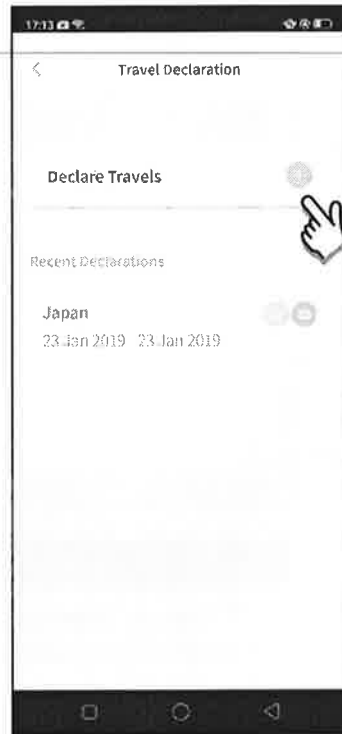 17:13
Travel Declaration
Declare Travels
Recent Declarations
Japan
23 Jan 2019 23 Jan 2019